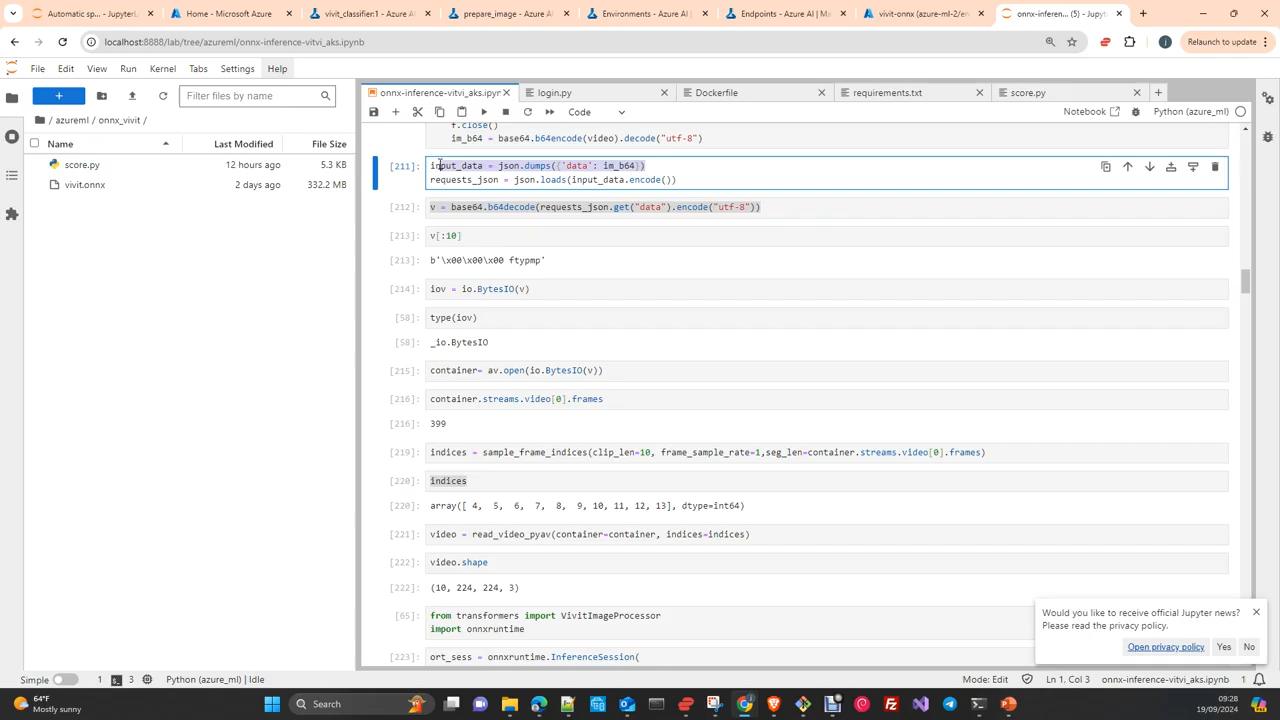 Automatic sp
- JupyterL
Home - Microsoft Azure
vivit_classifier:1 - Azure A
prepare_image - Azure AI
Environments - Azure AI |
Endpoints - Azure AI | Ma
vivit-onnx (azure-ml-2/en
onnx-inferen... (5) - Jupyt
localhost:8888/lab/tree/azureml/onnx-inference-vitvi_aks.ipynb
Relaunch to update
File Edit View Run Kernel Tabs Settings Help
Filter files by name
/ azureml / onnx_vivit /
Name Last Modified File Size
score.py 12 hours ago 5.3 KB
vivit.onnx 2 days ago 332.2 MB
onnx-inference-vitvi_aks.ipyn
login.py
Dockerfile
requirements.txt
score.py
Code
Notebook
Python (azure_ml)
f.close()
im_b64 = base64.b64encode(video).decode("utf-8")
[211]: input_data = json.dumps({'data': im_b64})
requests_json = json.loads(input_data.encode())
[212]: v = base64.b64decode(requests_json.get("data").encode("utf-8"))
[213]: v[:10]
[213]: b'\x00\x00\x00 ftypmp'
[214]: iov = io.BytesIO(v)
[58]: type(iov)
[58]: _io.BytesIO
[215]: container= av.open(io.BytesIO(v))
[216]: container.streams.video[0].frames
[216]: 399
[219]: indices = sample_frame_indices(clip_len=10, frame_sample_rate=1,seg_len=container.streams.video[0].frames)
[220]: indices
[220]: array([ 4, 5, 6, 7, 8, 9, 10, 11, 12, 13], dtype=int64)
[221]: video = read_video_pyav(container=container, indices=indices)
[222]: video.shape
[222]: (10, 224, 224, 3)
[65]: from transformers import VivitImageProcessor
import onnxruntime
[223]: ort_sess = onnxruntime.InferenceSession(
Would you like to receive official Jupyter news?
Please read the privacy policy.
Open privacy policy Yes No
Simple 1 3 Python (azure_ml) | Idle
Mode: Edit Ln 1, Col 3 onnx-inference-vitvi_aks.ipynb 1
64°F
Mostly sunny
Search
09:28
19/09/2024